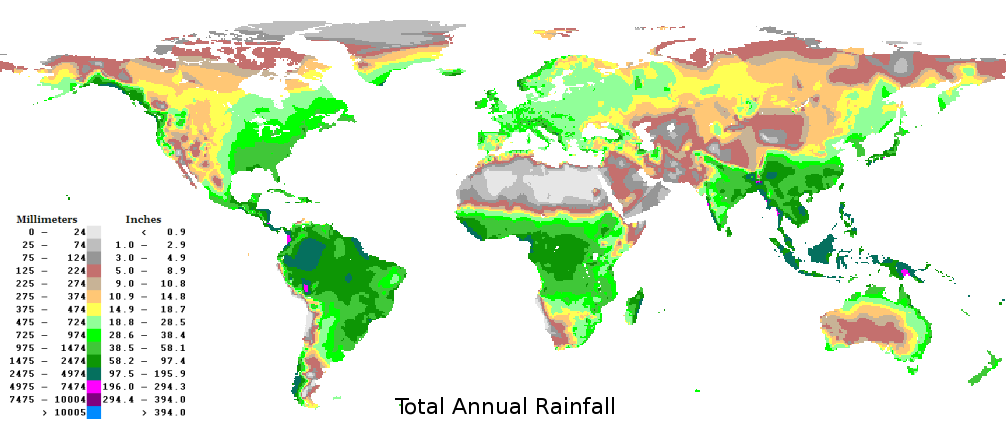 Millimeters Inches
0 - 24 < 0.9
25 - 74 1.0 - 2.9
75 - 124 3.0 - 4.9
125 - 224 5.0 - 8.9
225 - 274 9.0 - 10.8
275 - 374 10.9 - 14.8
375 - 474 14.9 - 18.7
475 - 724 18.8 - 28.5
725 - 974 28.6 - 38.4
975 - 1474 38.5 - 58.1
1475 - 2474 58.2 - 97.4
2475 - 4974 97.5 - 195.9
4975 - 7474 196.0 - 294.3
7475 - 10004 294.4 - 394.0
> 10005 > 394.0
Total Annual Rainfall